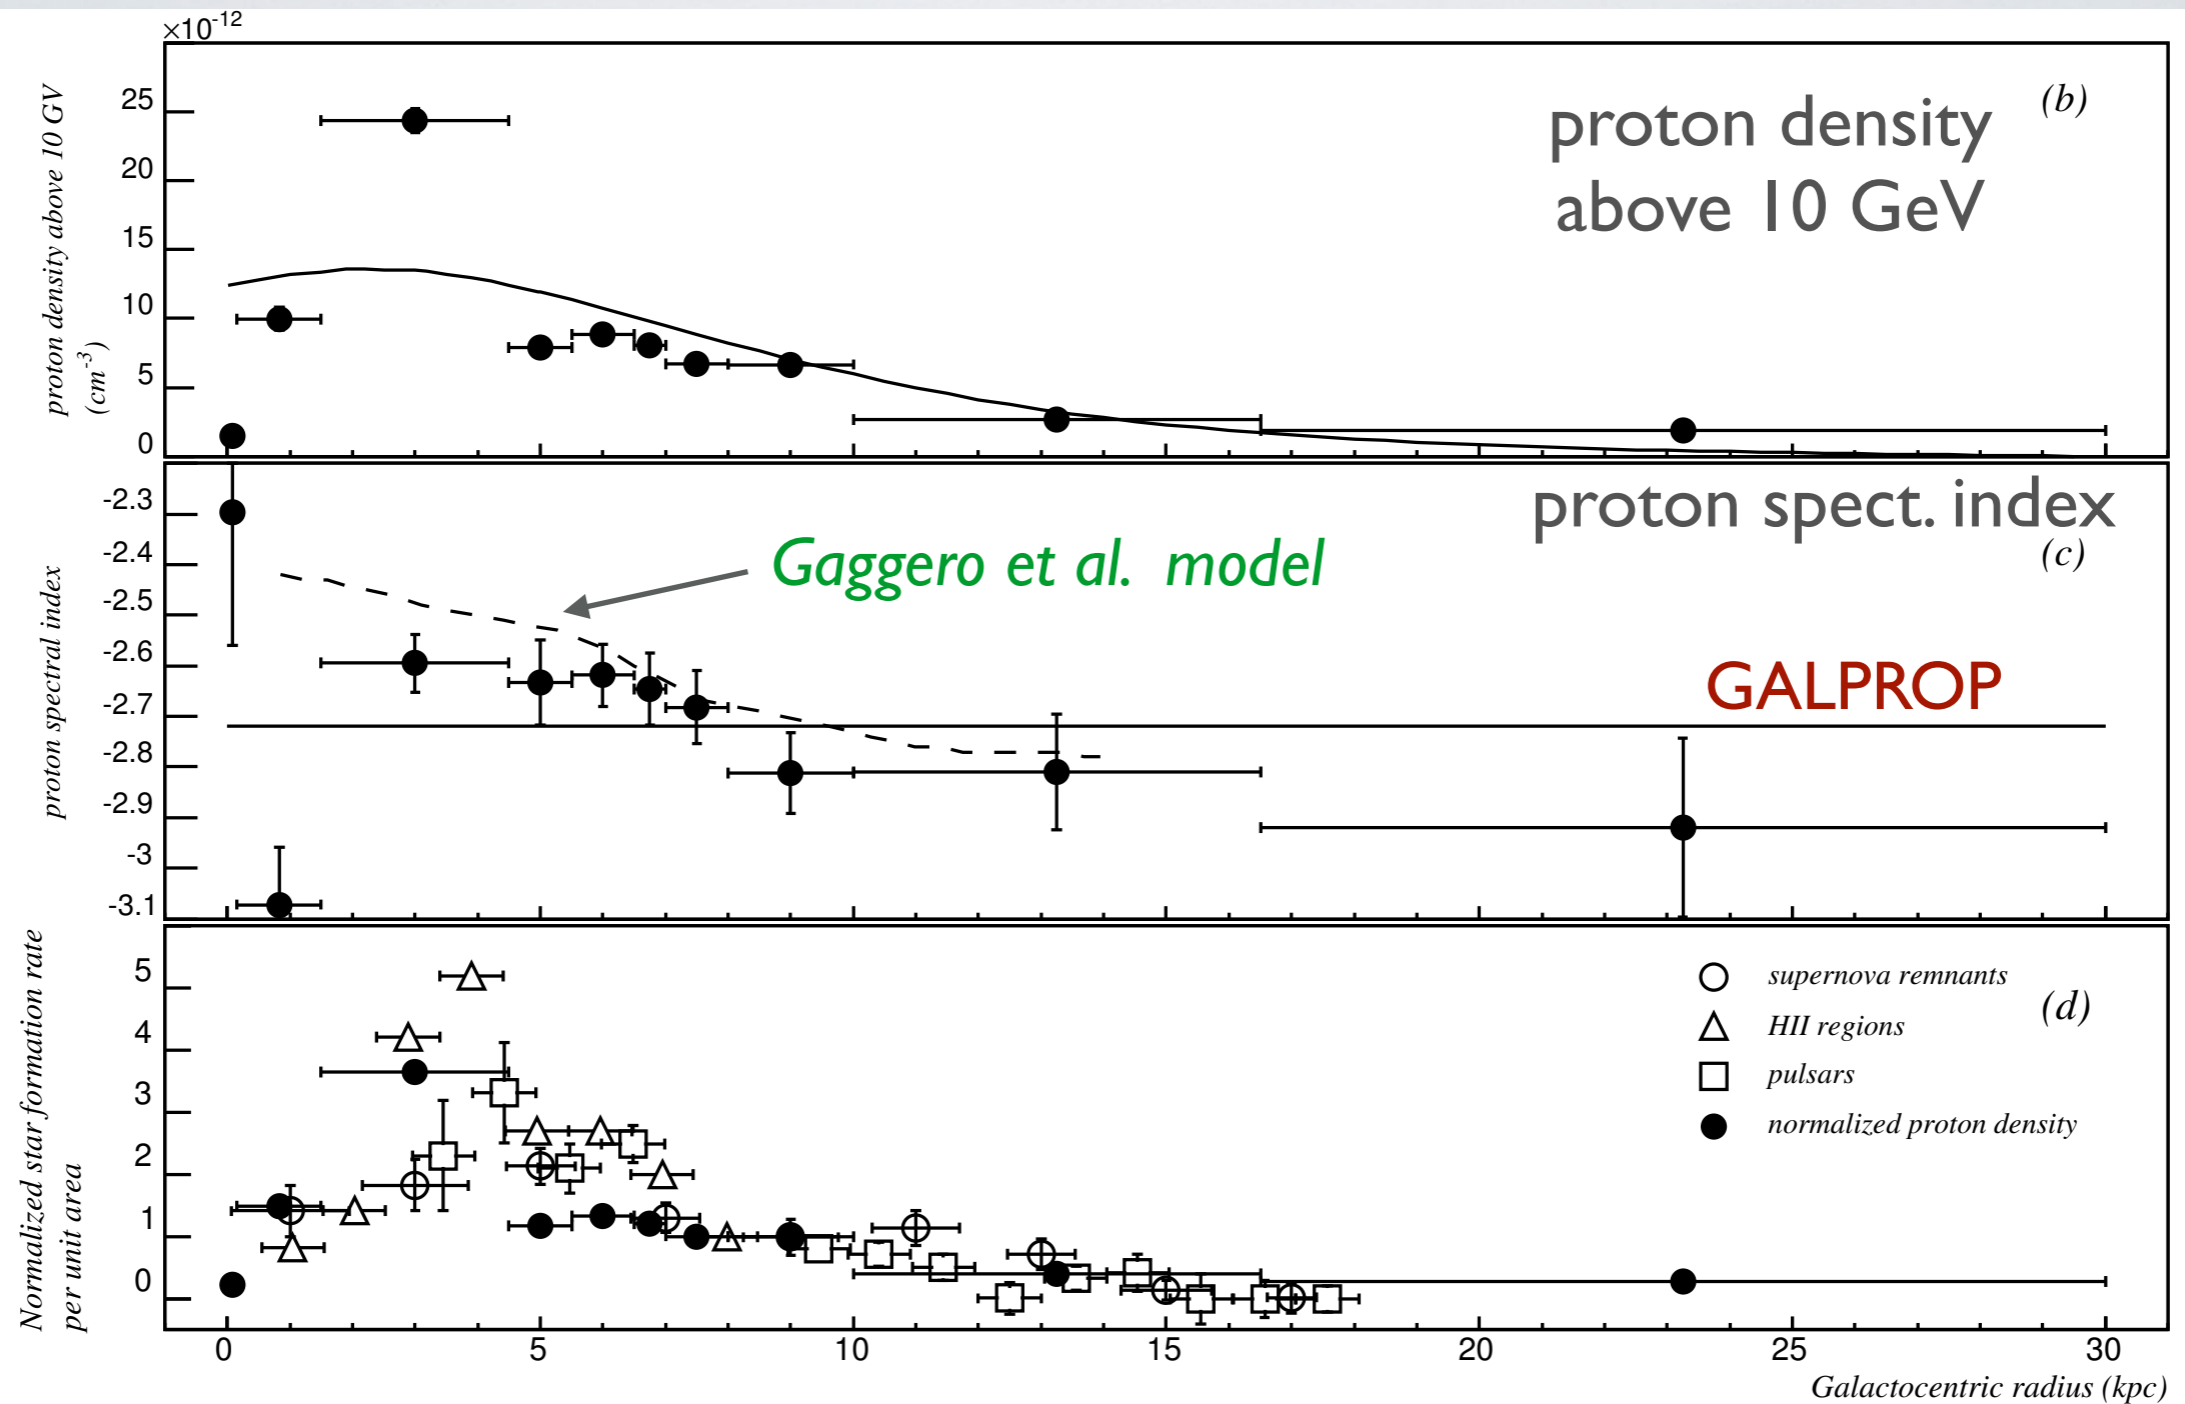 ×10-12
25
20
15
10
5
0
proton density above 10 GV
(cm-3)
proton density
above 10 GeV
(b)
-2.3
-2.4
-2.5
-2.6
-2.7
-2.8
-2.9
-3
-3.1
proton spectral index
proton spect. index
(c)
Gaggero et al. model
GALPROP
5
4
3
2
1
0
Normalized star formation rate
per unit area
supernova remnants
HII regions
pulsars
normalized proton density
(d)
0 5 10 15 20 25 30
Galactocentric radius (kpc)